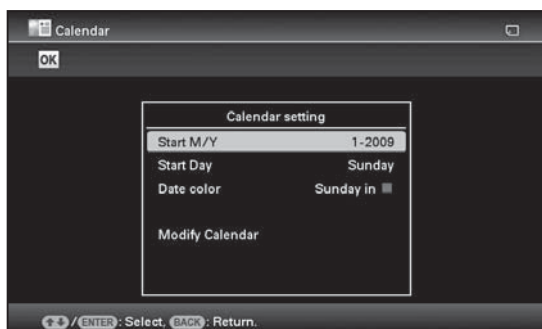 Calendar
OK
Calendar setting
Start M/Y 1-2009
Start Day Sunday
Date color Sunday in
Modify Calendar
/ENTER: Select, BACK: Return.